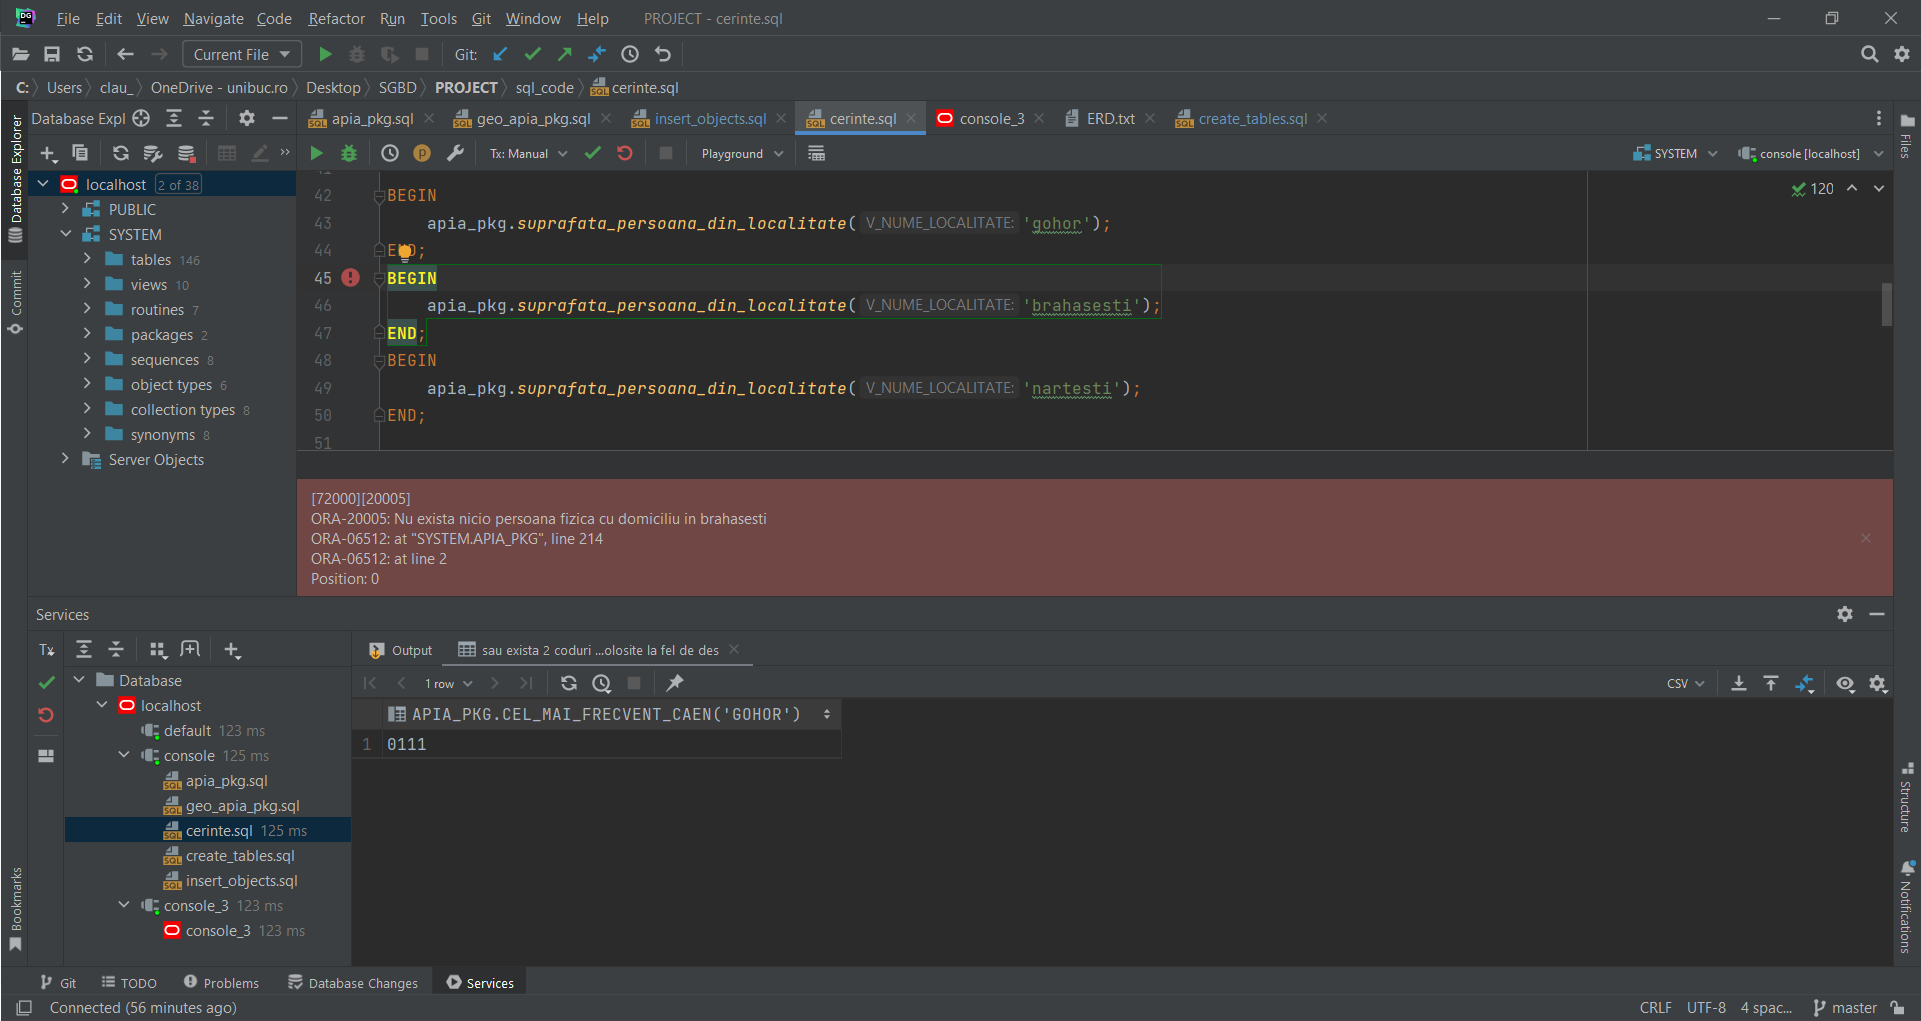 DG
File Edit View Navigate Code Refactor Run Tools Git Window Help PROJECT - cerinte.sql
Current File Git:
C: Users clau_ OneDrive - unibuc.ro Desktop SGBD PROJECT sql_code cerinte.sql
Database Expl apia_pkg.sql geo_apia_pkg.sql insert_objects.sql cerinte.sql console_3 ERD.txt create_tables.sql
Tx: Manual Playground SYSTEM console [localhost]
Database Explorer
Commit
Bookmarks
Files
Structure
Notifications
localhost 2 of 38
PUBLIC
SYSTEM
tables 146
views 10
routines 7
packages 2
sequences 8
object types 6
collection types 8
synonyms 8
Server Objects
120
41
42 BEGIN
43 apia_pkg.suprafata_persoana_din_localitate( V_NUME_LOCALITATE: 'gohor');
44 END;
45 BEGIN
46 apia_pkg.suprafata_persoana_din_localitate( V_NUME_LOCALITATE: 'brahasesti');
47 END;
48 BEGIN
49 apia_pkg.suprafata_persoana_din_localitate( V_NUME_LOCALITATE: 'nartesti');
50 END;
51
[72000][20005]
ORA-20005: Nu exista nicio persoana fizica cu domiciliu in brahasesti
ORA-06512: at "SYSTEM.APIA_PKG", line 214
ORA-06512: at line 2
Position: 0
Services
Tx
Database
localhost
default 123 ms
console 125 ms
apia_pkg.sql
geo_apia_pkg.sql
cerinte.sql 125 ms
create_tables.sql
insert_objects.sql
console_3 123 ms
console_3 123 ms
Output sau exista 2 coduri ...olosite la fel de des
1 row CSV
APIA_PKG.CEL_MAI_FRECVENT_CAEN('GOHOR')
1 0111
Git TODO Problems Database Changes Services
Connected (56 minutes ago) CRLF UTF-8 4 spac... master